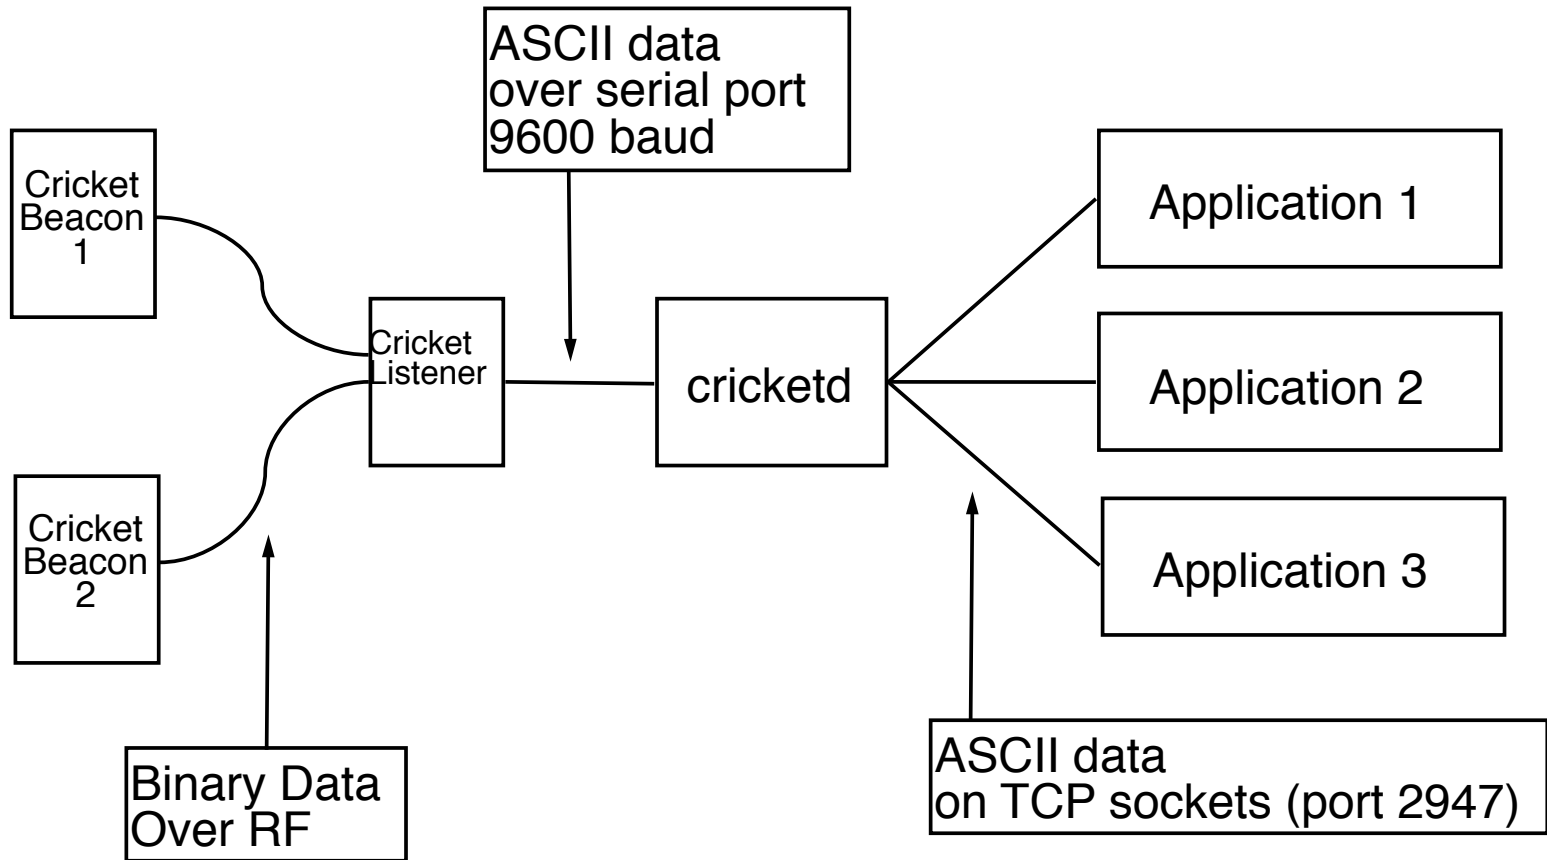 ASCII data
over serial port
9600 baud
Cricket
Beacon
1
Application 1
Cricket
Listener
cricketd
Application 2
Cricket
Beacon
2
Application 3
Binary Data
Over RF
ASCII data
on TCP sockets (port 2947)